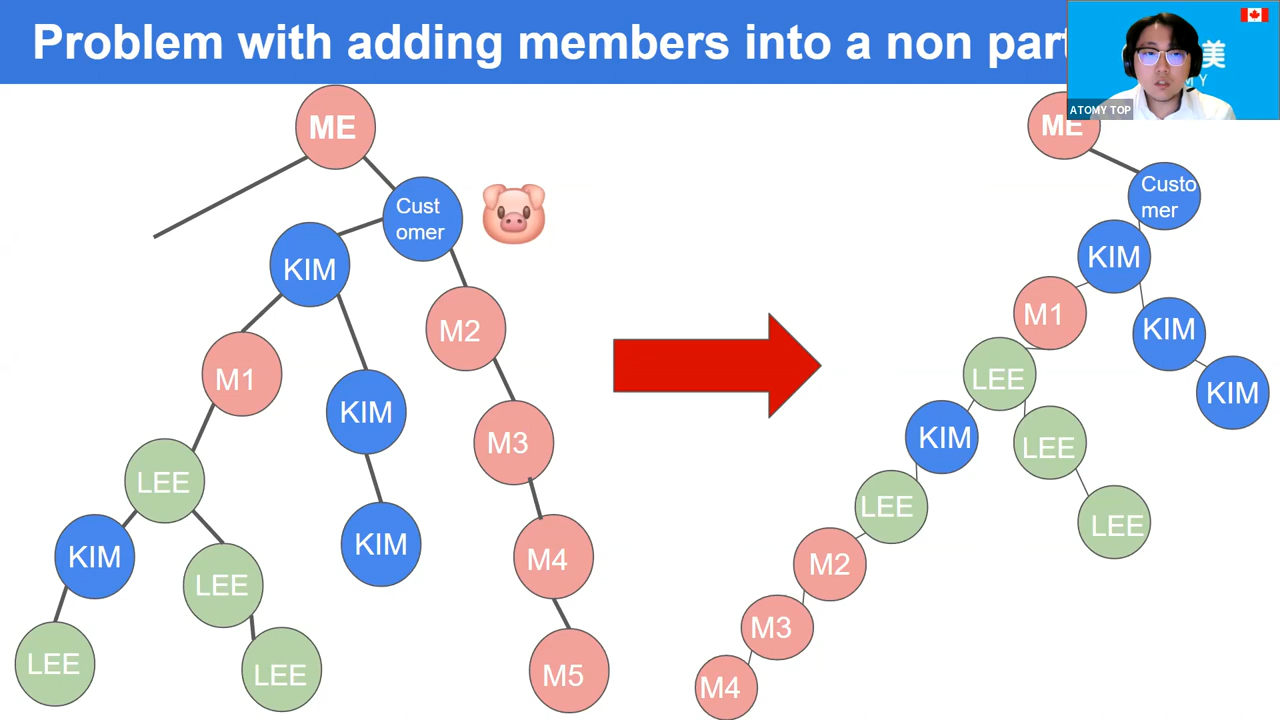 Problem with adding members into a non part
美
MY
ATOMY TOP
ME
Cust
omer
KIM
M2
M1
KIM
M3
LEE
KIM
M4
KIM
LEE
LEE
LEE
M5
ME
Custo
mer
KIM
M1
KIM
LEE
KIM
KIM
LEE
LEE
LEE
M2
M3
M4